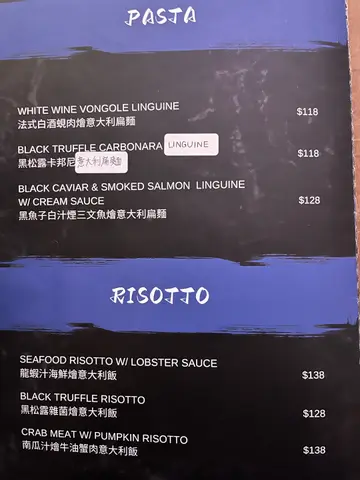 PASTA
WHITE WINE VONGOLE LINGUINE
法式白酒蜆肉燴意大利扁麵
$118
BLACK TRUFFLE CARBONARA LINGUINE
黑松露卡邦尼意大利扁麵
$118
BLACK CAVIAR & SMOKED SALMON LINGUINE
W/ CREAM SAUCE
黑魚子白汁煙三文魚燴意大利扁麵
$128
RISOTTO
SEAFOOD RISOTTO W/ LOBSTER SAUCE
龍蝦汁海鮮燴意大利飯
$138
BLACK TRUFFLE RISOTTO
黑松露雜菌燴意大利飯
$128
CRAB MEAT W/ PUMPKIN RISOTTO
南瓜汁燴牛油蟹肉意大利飯
$138